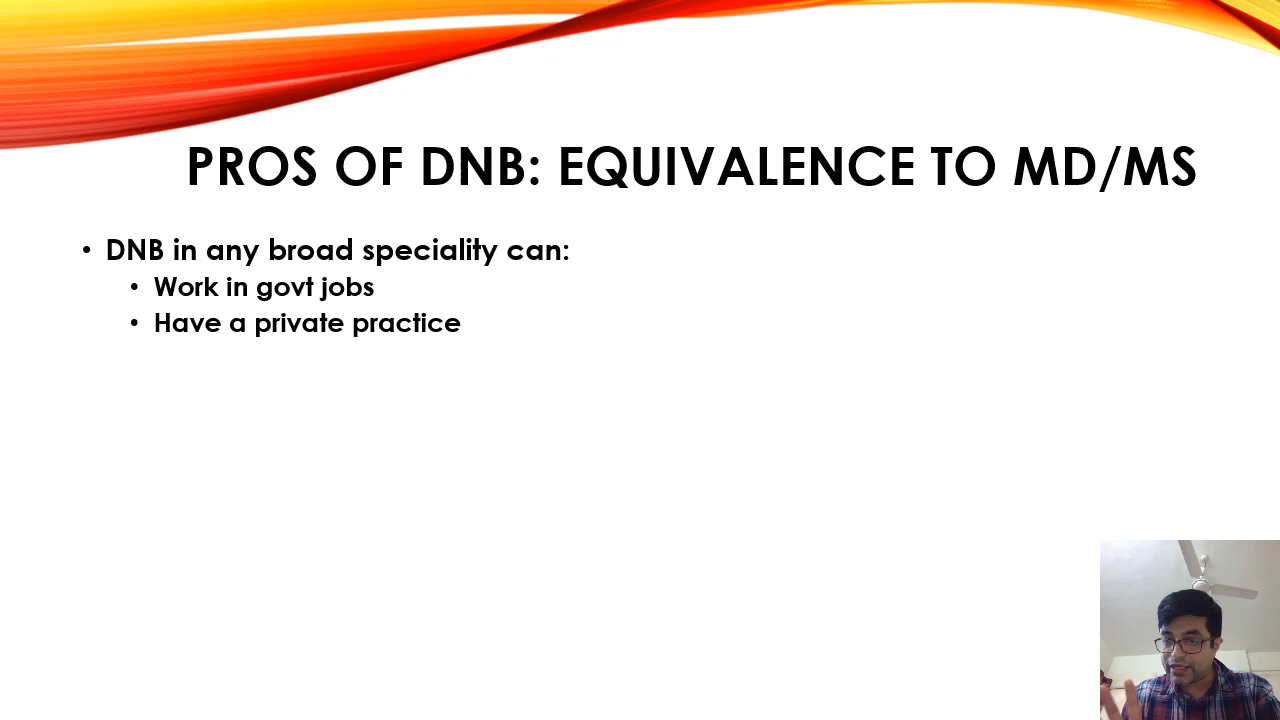 PROS OF DNB: EQUIVALENCE TO MD/MS
• DNB in any broad speciality can:
• Work in govt jobs
• Have a private practice